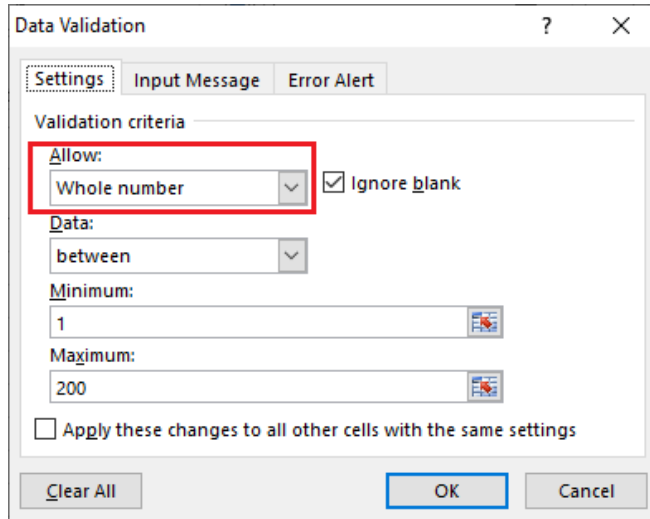 Data Validation ?
Settings Input Message Error Alert
Validation criteria
Allow:
Whole number Ignore blank
Data:
between
Minimum:
1
Maximum:
200
Apply these changes to all other cells with the same settings
Clear All OK Cancel